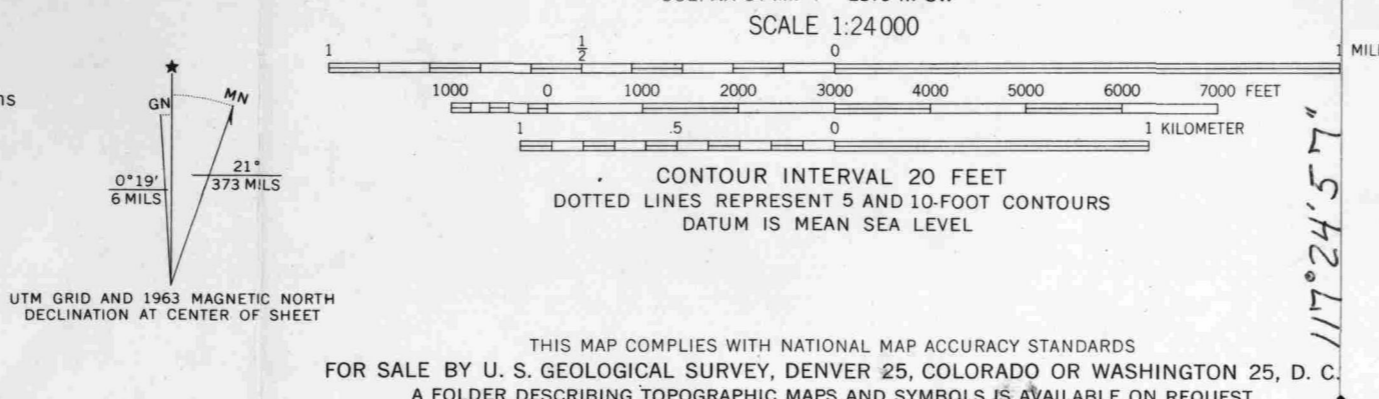 SCALE 1:24 000
1 1/2 0 1 MILE
1000 0 1000 2000 3000 4000 5000 6000 7000 FEET
1 .5 0 1 KILOMETER
CONTOUR INTERVAL 20 FEET
DOTTED LINES REPRESENT 5 AND 10-FOOT CONTOURS
DATUM IS MEAN SEA LEVEL
GN
MN
0°19'
6 MILS
21°
373 MILS
UTM GRID AND 1963 MAGNETIC NORTH
DECLINATION AT CENTER OF SHEET
117°24'57"
THIS MAP COMPLIES WITH NATIONAL MAP ACCURACY STANDARDS
FOR SALE BY U. S. GEOLOGICAL SURVEY, DENVER 25, COLORADO OR WASHINGTON 25, D. C.
A FOLDER DESCRIBING TOPOGRAPHIC MAPS AND SYMBOLS IS AVAILABLE ON REQUEST